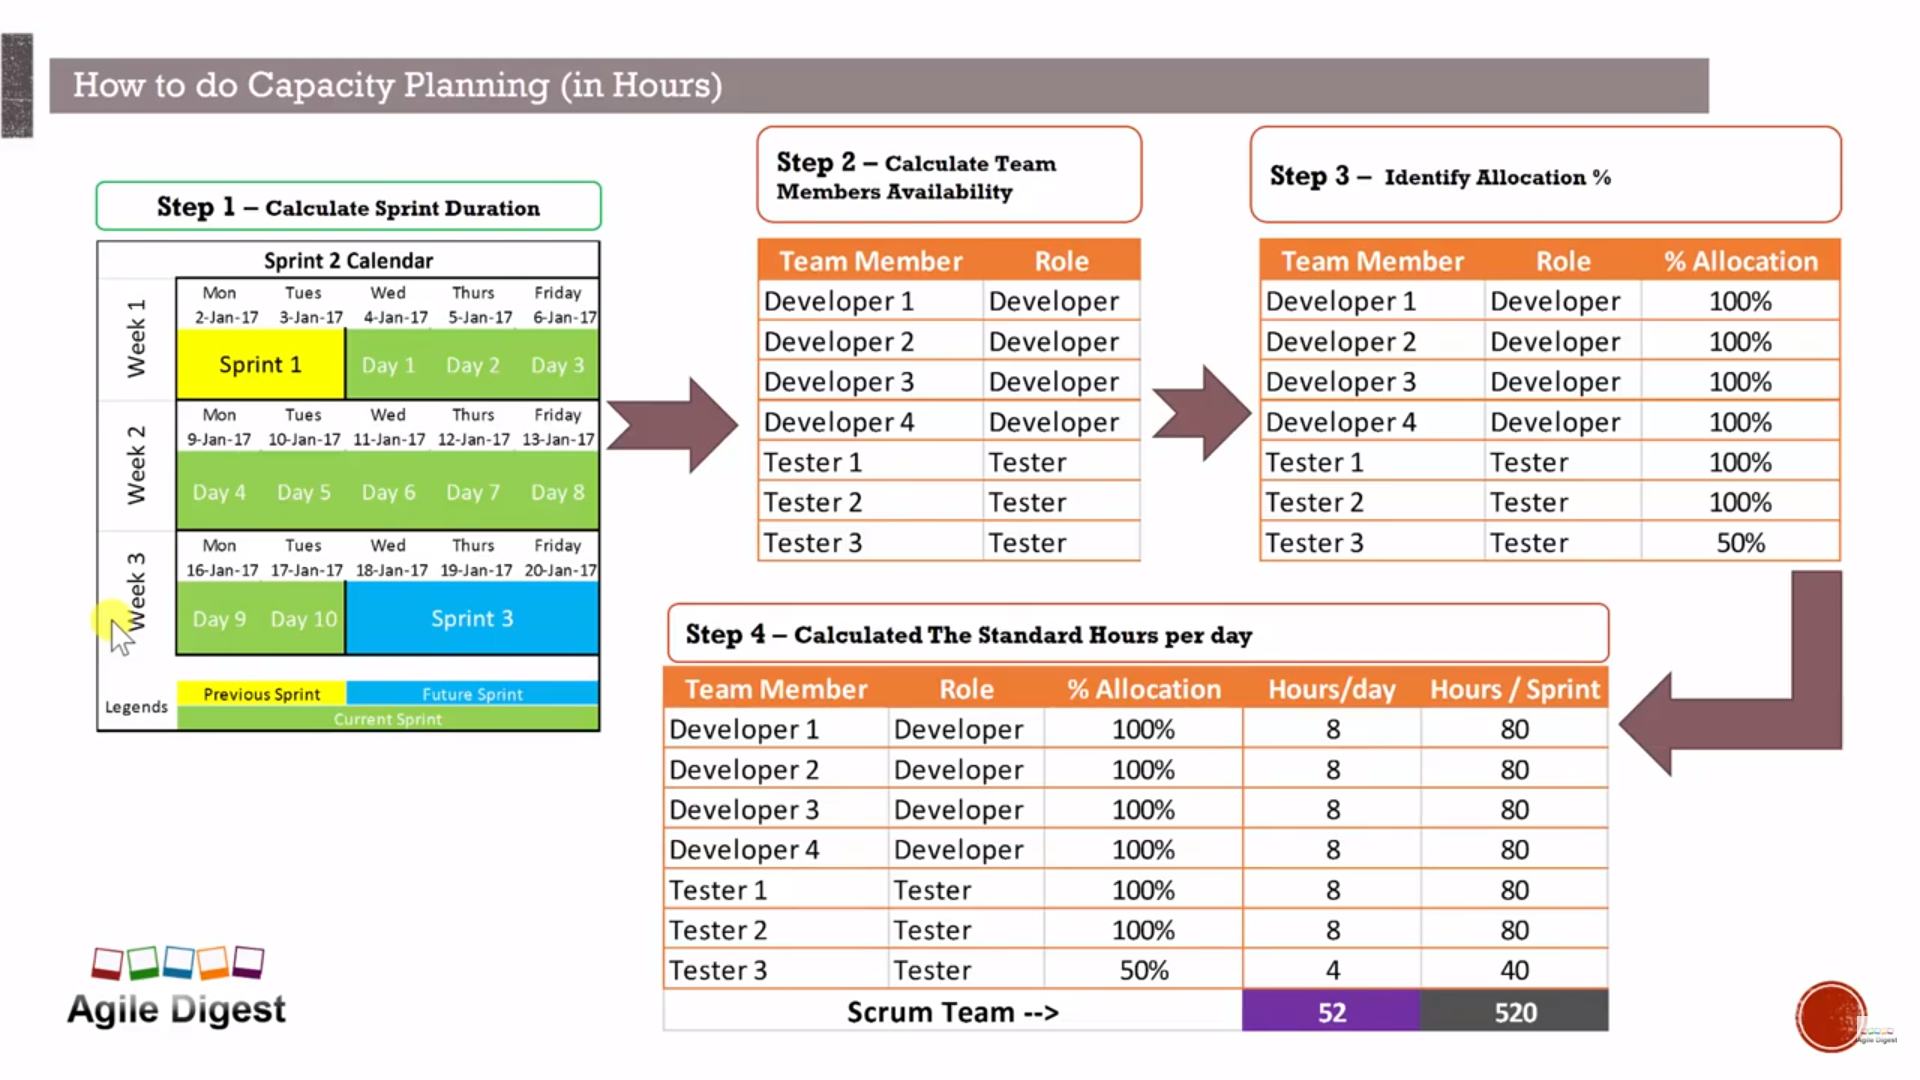 How to do Capacity Planning (in Hours)
Step 1 – Calculate Sprint Duration
Sprint 2 Calendar
Week 1
Mon Tues Wed Thurs Friday
2-Jan-17 3-Jan-17 4-Jan-17 5-Jan-17 6-Jan-17
Sprint 1 Day 1 Day 2 Day 3
Week 2
Mon Tues Wed Thurs Friday
9-Jan-17 10-Jan-17 11-Jan-17 12-Jan-17 13-Jan-17
Day 4 Day 5 Day 6 Day 7 Day 8
Week 3
Mon Tues Wed Thurs Friday
16-Jan-17 17-Jan-17 18-Jan-17 19-Jan-17 20-Jan-17
Day 9 Day 10 Sprint 3
Legends
Previous Sprint Future Sprint
Current Sprint
Step 2 – Calculate Team
Members Availability
Team Member Role
Developer 1 Developer
Developer 2 Developer
Developer 3 Developer
Developer 4 Developer
Tester 1 Tester
Tester 2 Tester
Tester 3 Tester
Step 3 – Identify Allocation %
Team Member Role % Allocation
Developer 1 Developer 100%
Developer 2 Developer 100%
Developer 3 Developer 100%
Developer 4 Developer 100%
Tester 1 Tester 100%
Tester 2 Tester 100%
Tester 3 Tester 50%
Step 4 – Calculated The Standard Hours per day
Team Member Role % Allocation Hours/day Hours / Sprint
Developer 1 Developer 100% 8 80
Developer 2 Developer 100% 8 80
Developer 3 Developer 100% 8 80
Developer 4 Developer 100% 8 80
Tester 1 Tester 100% 8 80
Tester 2 Tester 100% 8 80
Tester 3 Tester 50% 4 40
Scrum Team --> 52 520
Agile Digest
Agile Digest